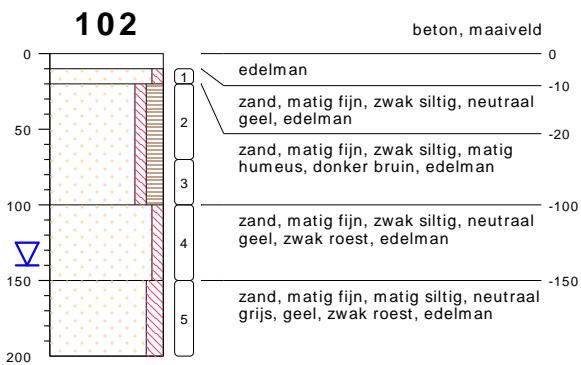 102
beton, maaiveld
0
0
edelman
-10
1
zand, matig fijn, zwak siltig, neutraal
geel, edelman
2
50
-20
zand, matig fijn, zwak siltig, matig
humeus, donker bruin, edelman
3
100
-100
zand, matig fijn, zwak siltig, neutraal
geel, zwak roest, edelman
4
150
-150
zand, matig fijn, matig siltig, neutraal
grijs, geel, zwak roest, edelman
5
200